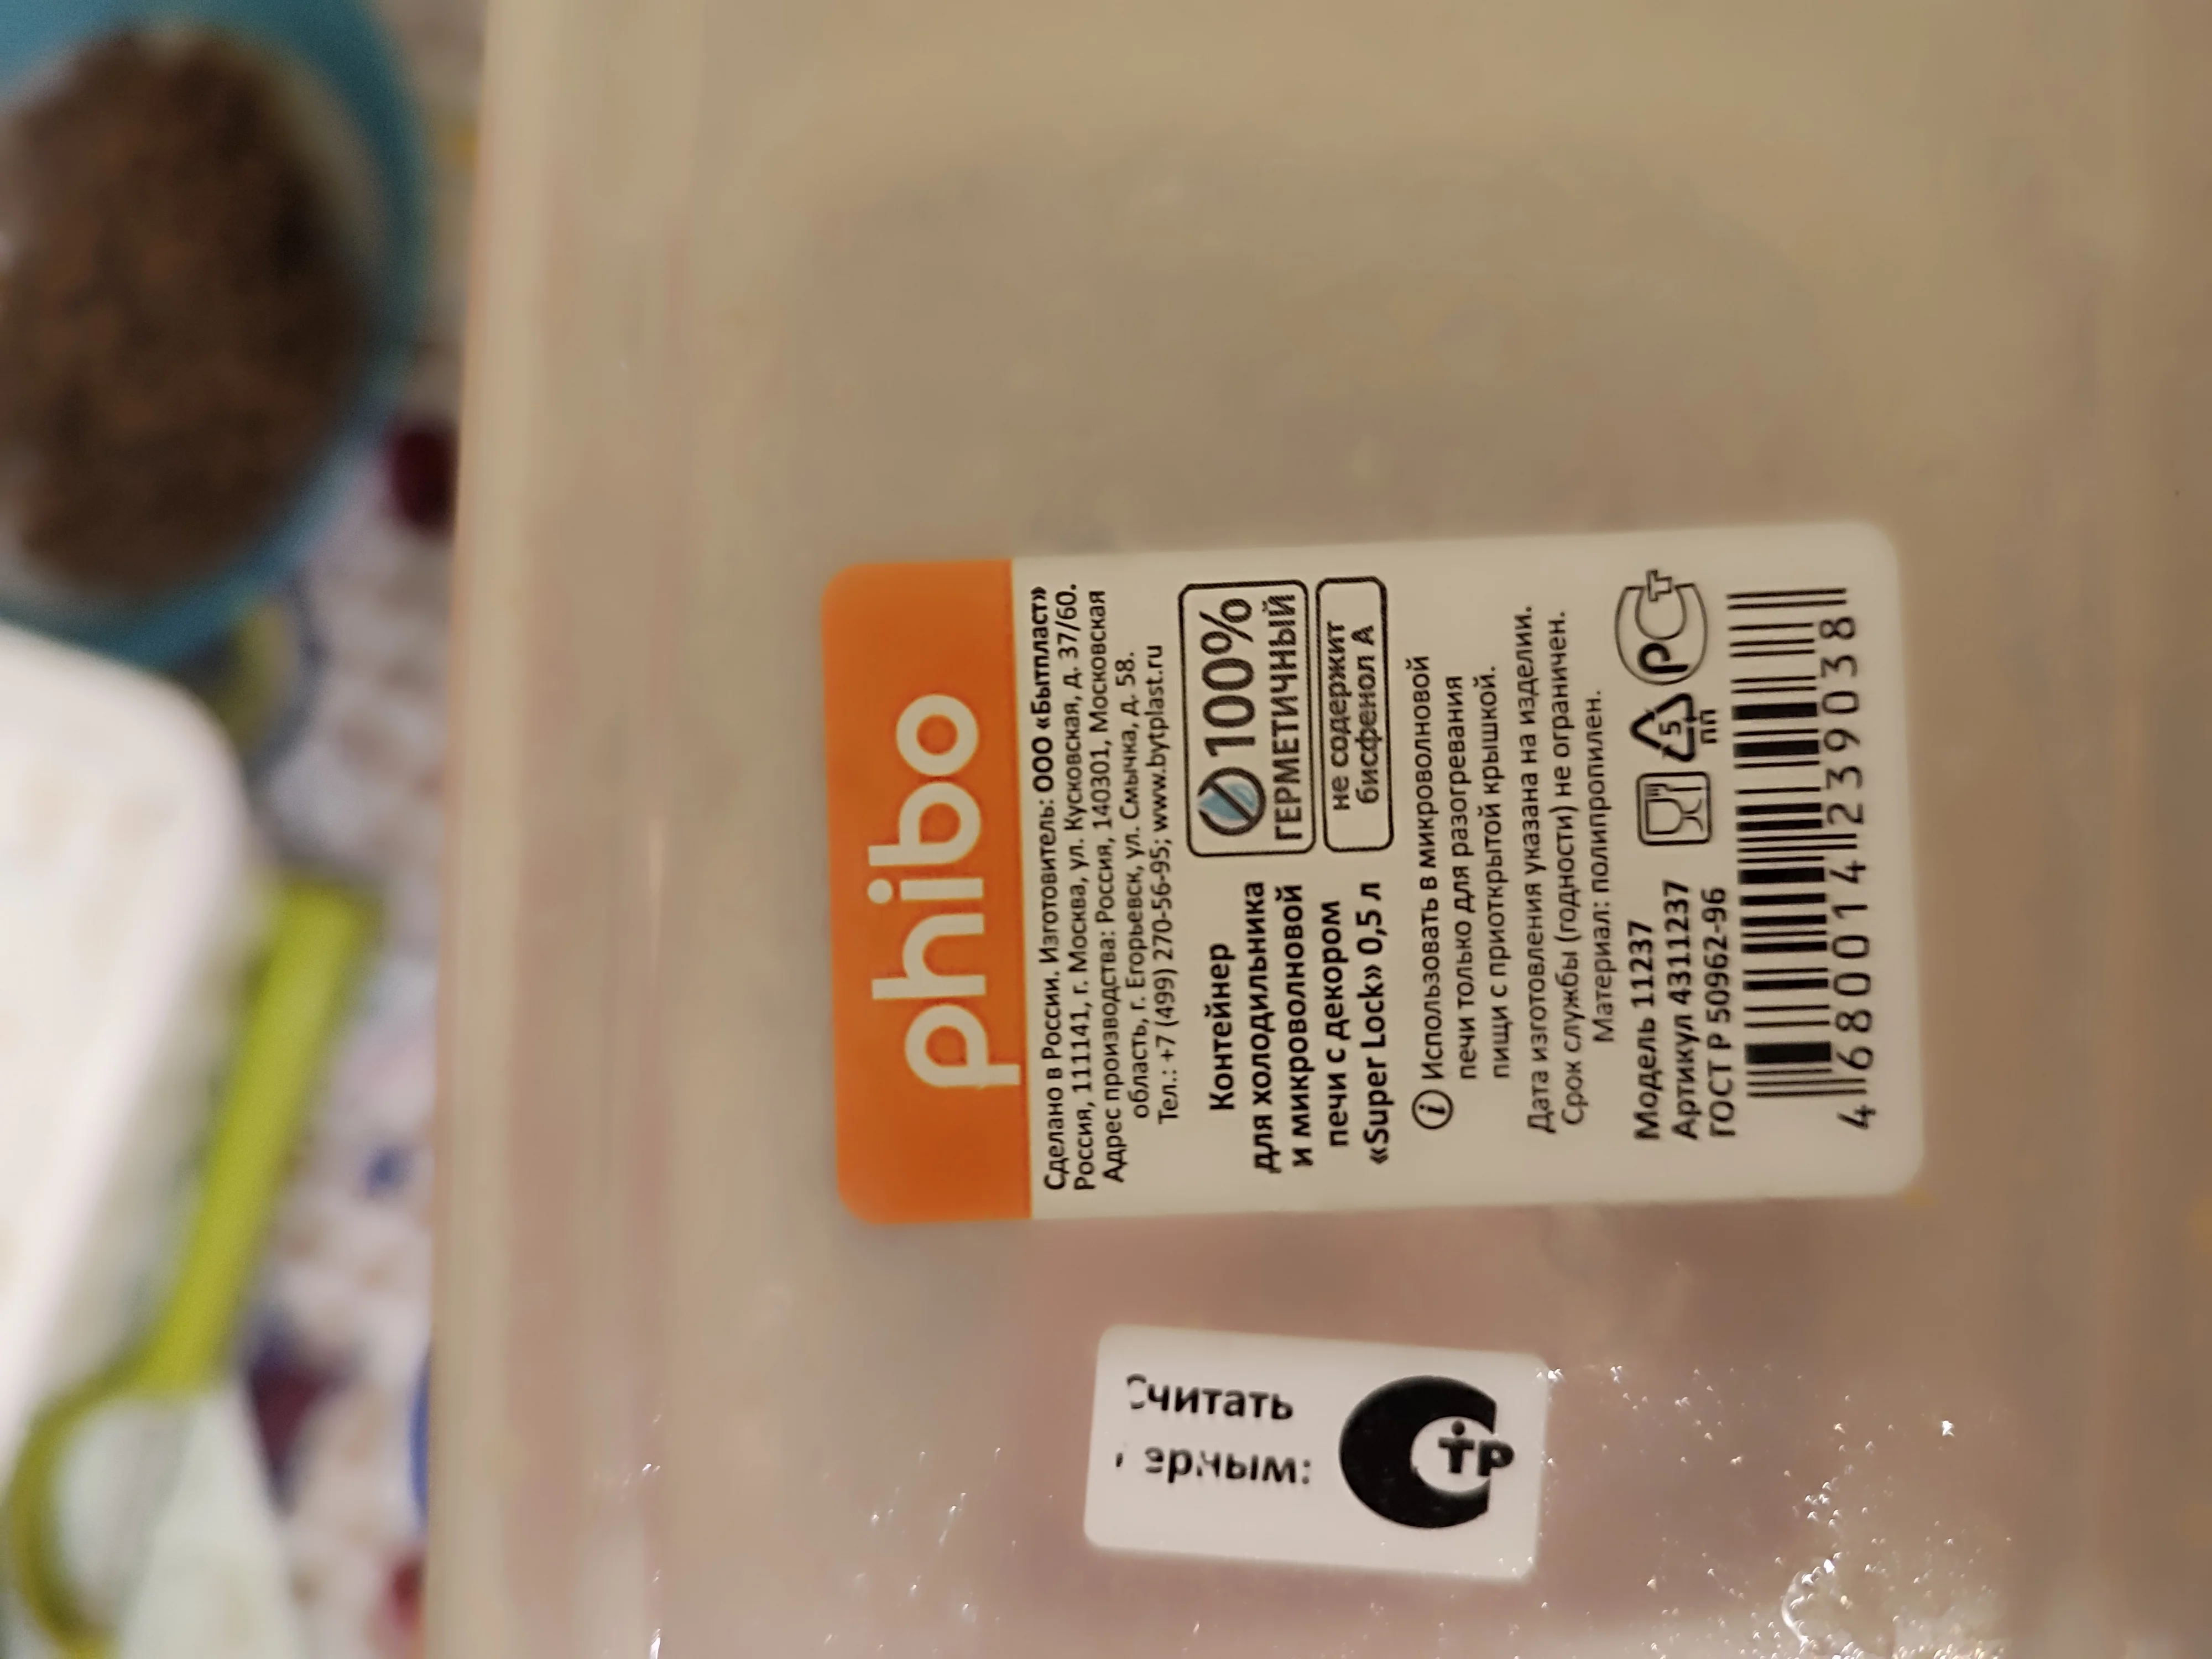 phibo
Сделано в России. Изготовитель: ООО «Бытпласт»
Россия, 111141, г. Москва, ул. Кусковская, д. 37/60.
Адрес производства: Россия, 140301, Московская
область, г. Егорьевск, ул. Смычка, д. 58.
Тел.: +7 (499) 270-56-95; www.bytplast.ru
Контейнер
для холодильника
и микроволновой
печи с декором
«Super Lock» 0,5 л
100%
ГЕРМЕТИЧНЫЙ
не содержит
бисфенол А
i Использовать в микроволновой
печи только для разогревания
пищи с приоткрытой крышкой.
Дата изготовления указана на изделии.
Срок службы (годности) не ограничен.
Материал: полипропилен.
Модель 11237
Артикул 4311237
ГОСТ Р 50962-96
5
ПП
РС+
4 680014 239038
Считать
тр